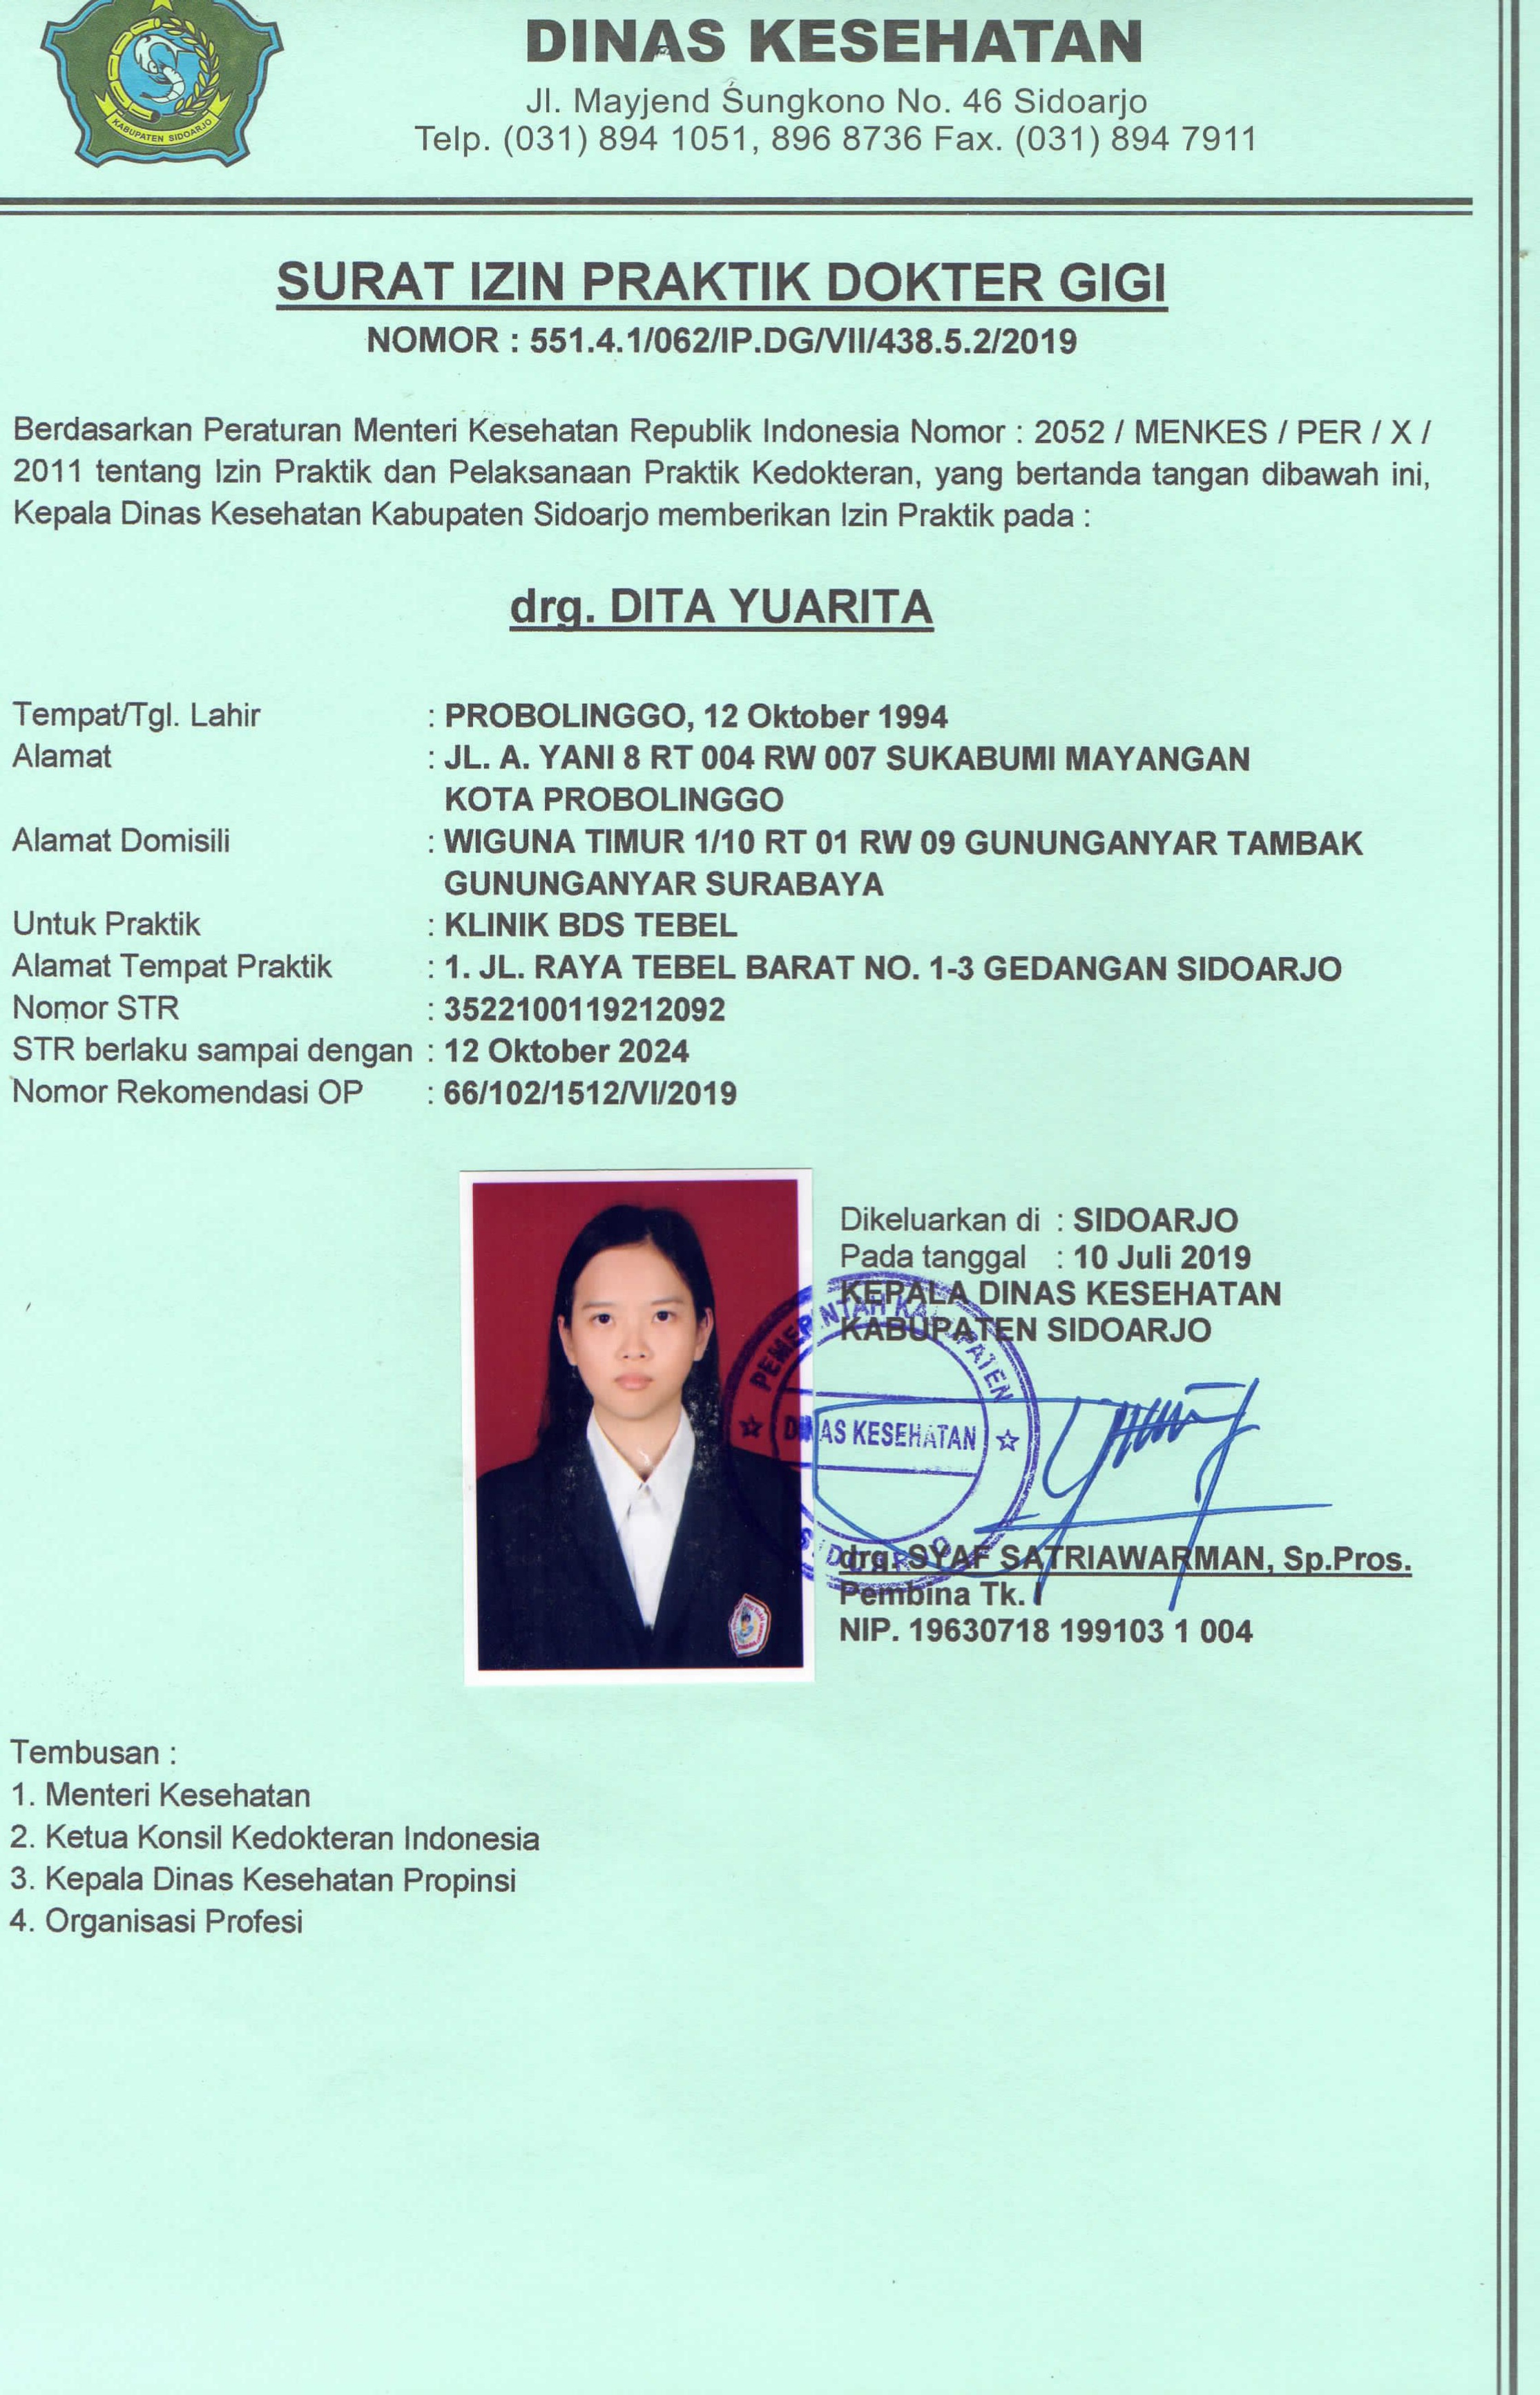 KABUPATEN SIDOARJO
DINAS KESEHATAN
Jl. Mayjend Sungkono No. 46 Sidoarjo
Telp. (031) 894 1051, 896 8736 Fax. (031) 894 7911
SURAT IZIN PRAKTIK DOKTER GIGI
NOMOR : 551.4.1/062/IP.DG/VII/438.5.2/2019
Berdasarkan Peraturan Menteri Kesehatan Republik Indonesia Nomor : 2052 / MENKES / PER / X /
2011 tentang Izin Praktik dan Pelaksanaan Praktik Kedokteran, yang bertanda tangan dibawah ini,
Kepala Dinas Kesehatan Kabupaten Sidoarjo memberikan Izin Praktik pada :
drg. DITA YUARITA
Tempat/Tgl. Lahir : PROBOLINGGO, 12 Oktober 1994
Alamat : JL. A. YANI 8 RT 004 RW 007 SUKABUMI MAYANGAN
KOTA PROBOLINGGO
Alamat Domisili : WIGUNA TIMUR 1/10 RT 01 RW 09 GUNUNGANYAR TAMBAK
GUNUNGANYAR SURABAYA
Untuk Praktik : KLINIK BDS TEBEL
Alamat Tempat Praktik : 1. JL. RAYA TEBEL BARAT NO. 1-3 GEDANGAN SIDOARJO
Nomor STR : 3522100119212092
STR berlaku sampai dengan : 12 Oktober 2024
Nomor Rekomendasi OP : 66/102/1512/VI/2019
Dikeluarkan di : SIDOARJO
Pada tanggal : 10 Juli 2019
KEPALA DINAS KESEHATAN
KABUPATEN SIDOARJO
PEMERINTAH KABUPATEN
DINAS KESEHATAN
SIDOARJO
drg. SYAF SATRIAWARMAN, Sp.Pros.
Pembina Tk. I
NIP. 19630718 199103 1 004
Tembusan :
1. Menteri Kesehatan
2. Ketua Konsil Kedokteran Indonesia
3. Kepala Dinas Kesehatan Propinsi
4. Organisasi Profesi